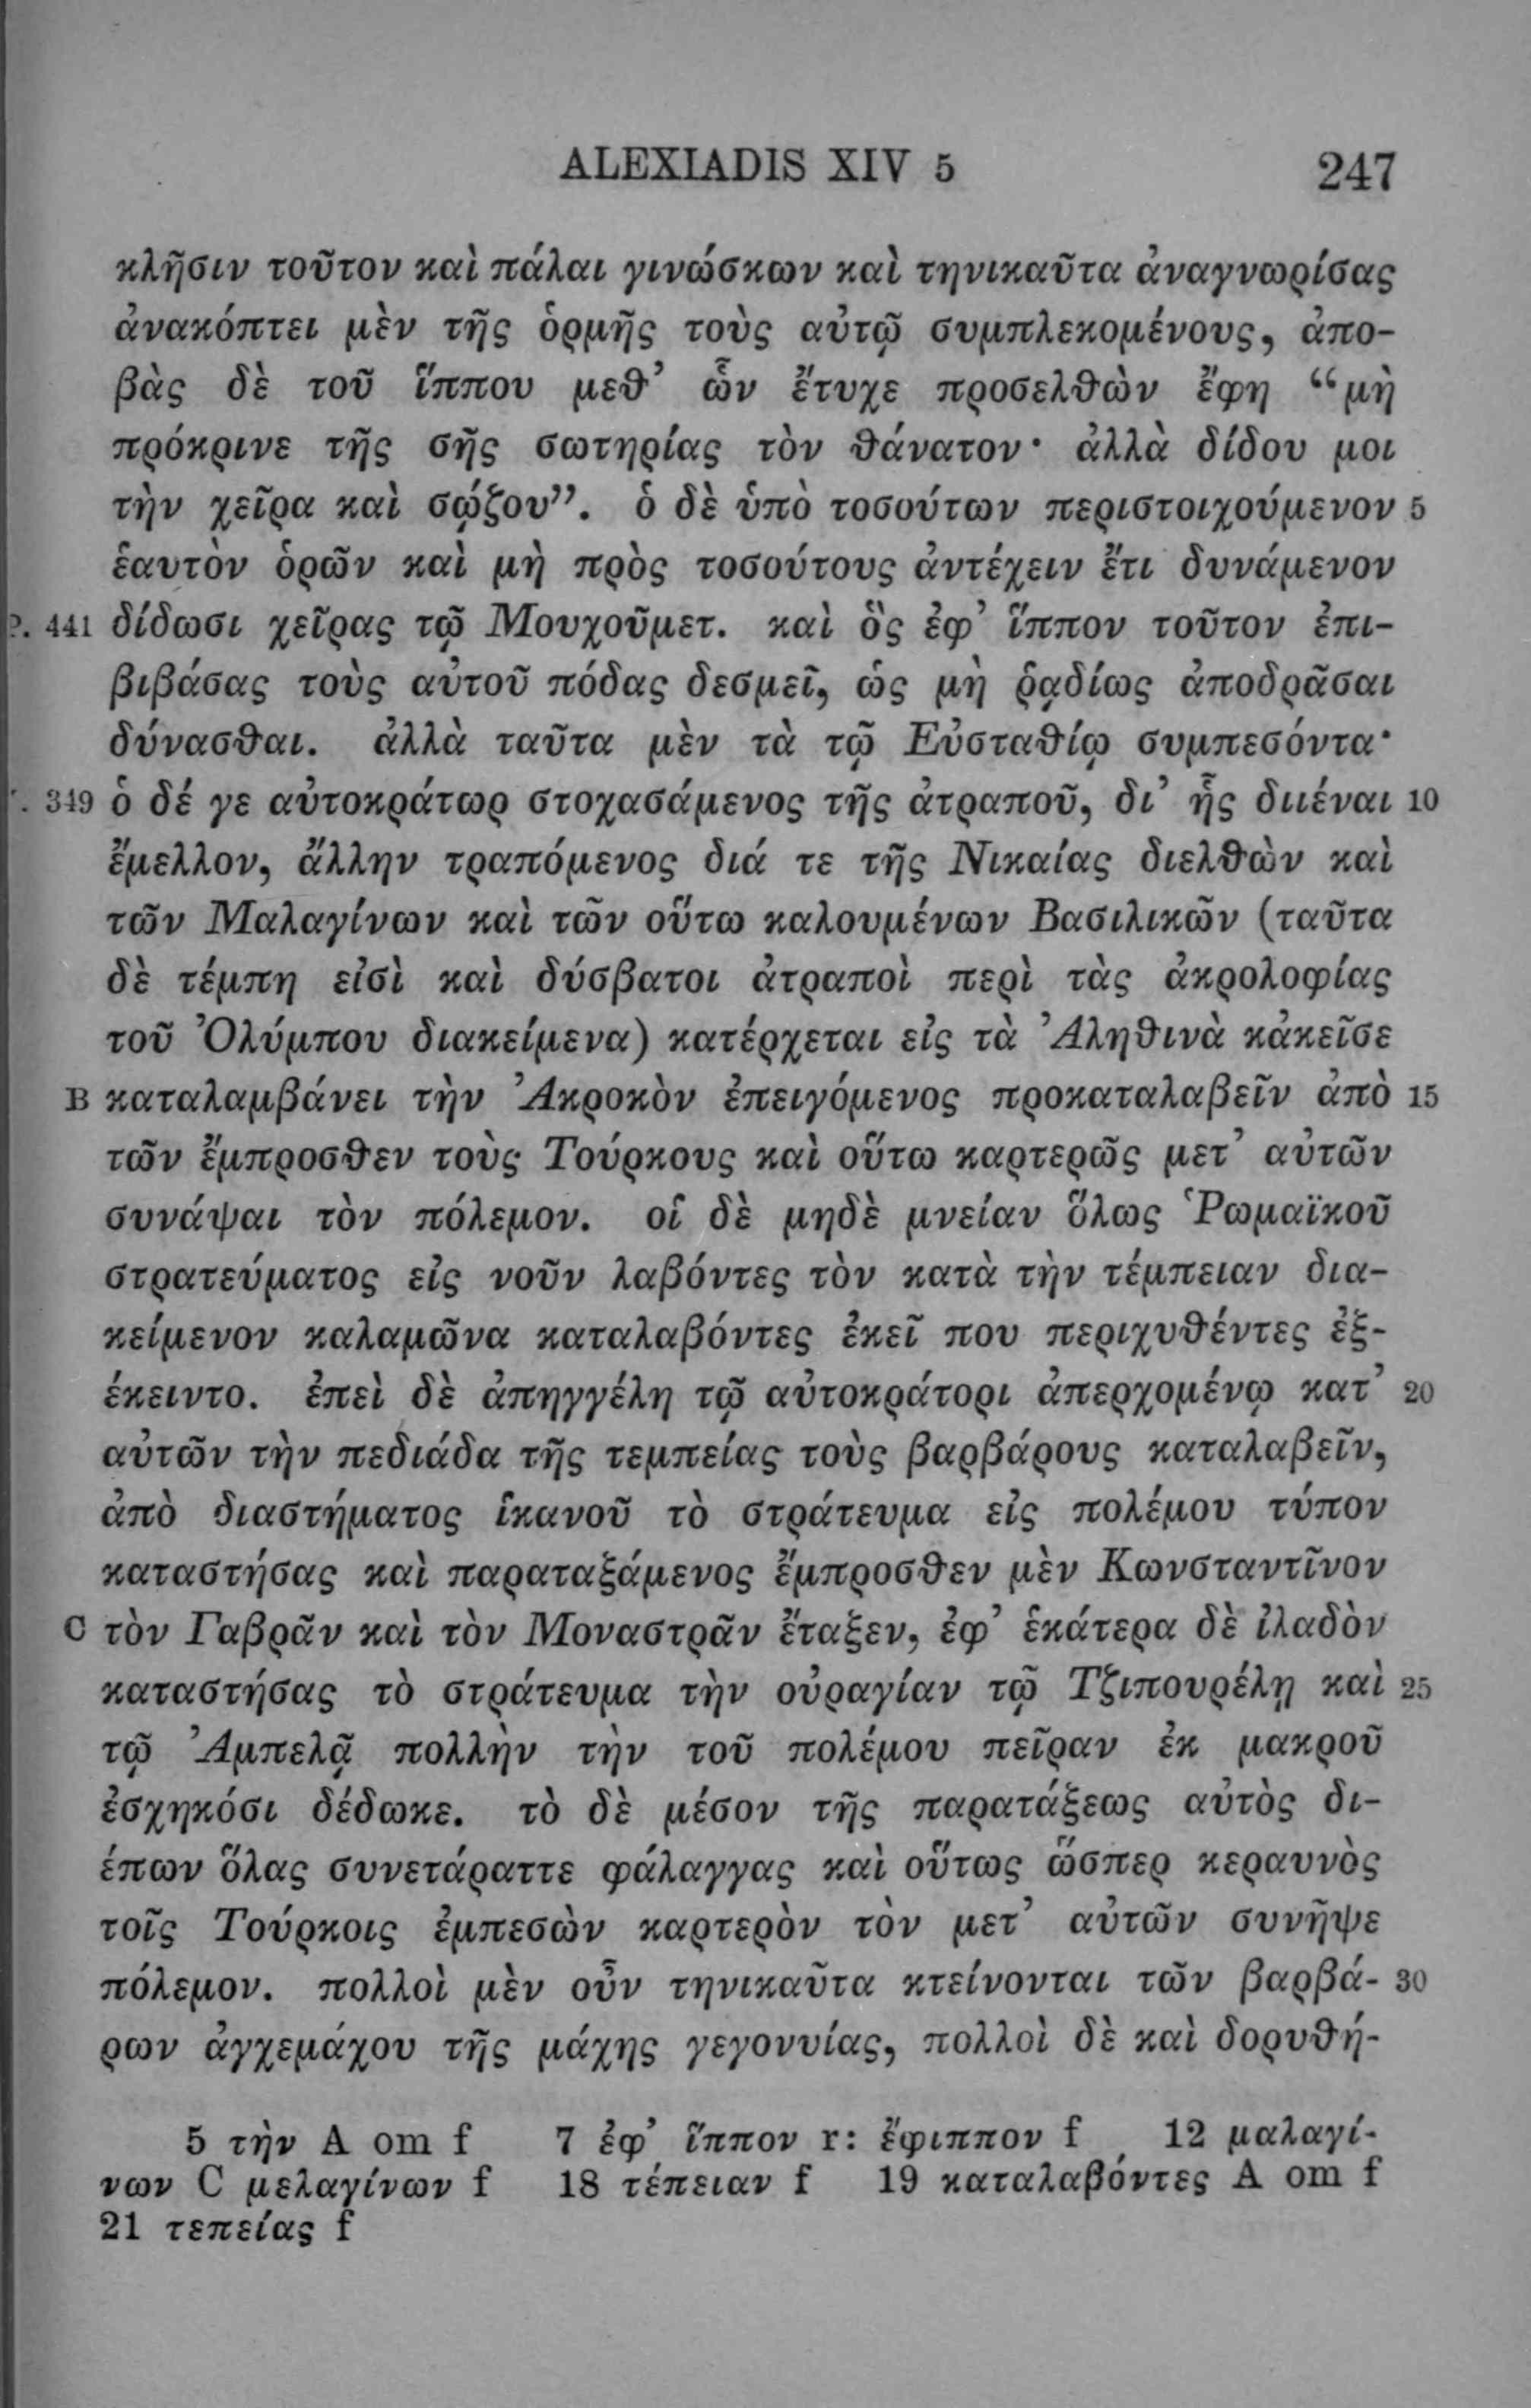 ALEXIADIS XIV 5 247
κλῆσιν τοῦτον καὶ πάλαι γινώσκων καὶ τηνικαῦτα ἀναγνωρίσας
ἀνακόπτει μὲν τῆς ὁρμῆς τοὺς αὐτῷ συμπλεκομένους, ἀπο-
βὰς δὲ τοῦ ἵππου μεθ’ ὧν ἔτυχε προσελθὼν ἔφη “μὴ
πρόκρινε τῆς σῆς σωτηρίας τὸν θάνατον· ἀλλὰ δίδου μοι
τὴν χεῖρα καὶ σῴζου”. ὁ δὲ ὑπὸ τοσούτων περιστοιχούμενον 5
ἑαυτὸν ὁρῶν καὶ μὴ πρὸς τοσούτους ἀντέχειν ἔτι δυνάμενον
P. 441 δίδωσι χεῖρας τῷ Μουχοῦμετ. καὶ ὃς ἐφ’ ἵππον τοῦτον ἐπι-
βιβάσας τοὺς αὐτοῦ πόδας δεσμεῖ, ὡς μὴ ῥᾳδίως ἀποδρᾶσαι
δύνασθαι. ἀλλὰ ταῦτα μὲν τὰ τῷ Εὐσταθίῳ συμπεσόντα·
. 349 ὁ δέ γε αὐτοκράτωρ στοχασάμενος τῆς ἀτραποῦ, δι’ ἧς διιέναι 10
ἔμελλον, ἄλλην τραπόμενος διά τε τῆς Νικαίας διελθὼν καὶ
τῶν Μαλαγίνων καὶ τῶν οὕτω καλουμένων Βασιλικῶν (ταῦτα
δὲ τέμπη εἰσὶ καὶ δύσβατοι ἀτραποὶ περὶ τὰς ἀκρολοφίας
τοῦ Ὀλύμπου διακείμενα) κατέρχεται εἰς τὰ Ἀληθινὰ κἀκεῖσε
B καταλαμβάνει τὴν Ἀκροκὸν ἐπειγόμενος προκαταλαβεῖν ἀπὸ 15
τῶν ἔμπροσθεν τοὺς Τούρκους καὶ οὕτω καρτερῶς μετ’ αὐτῶν
συνάψαι τὸν πόλεμον. οἱ δὲ μηδὲ μνείαν ὅλως Ῥωμαϊκοῦ
στρατεύματος εἰς νοῦν λαβόντες τὸν κατὰ τὴν τέμπειαν δια-
κείμενον καλαμῶνα καταλαβόντες ἐκεῖ που περιχυθέντες ἐξ-
έκειντο. ἐπεὶ δὲ ἀπηγγέλη τῷ αὐτοκράτορι ἀπερχομένῳ κατ’ 20
αὐτῶν τὴν πεδιάδα τῆς τεμπείας τοὺς βαρβάρους καταλαβεῖν,
ἀπὸ διαστήματος ἱκανοῦ τὸ στράτευμα εἰς πολέμου τύπον
καταστήσας καὶ παραταξάμενος ἔμπροσθεν μὲν Κωνσταντῖνον
C τὸν Γαβρᾶν καὶ τὸν Μοναστρᾶν ἔταξεν, ἐφ’ ἑκάτερα δὲ ἰλαδὸν
καταστήσας τὸ στράτευμα τὴν οὐραγίαν τῷ Τζιπουρέλῃ καὶ 25
τῷ Ἀμπελᾷ πολλὴν τὴν τοῦ πολέμου πεῖραν ἐκ μακροῦ
ἐσχηκόσι δέδωκε. τὸ δὲ μέσον τῆς παρατάξεως αὐτὸς δι-
έπων ὅλας συνετάραττε φάλαγγας καὶ οὕτως ὥσπερ κεραυνὸς
τοῖς Τούρκοις ἐμπεσὼν καρτερὸν τὸν μετ’ αὐτῶν συνῆψε
πόλεμον. πολλοὶ μὲν οὖν τηνικαῦτα κτείνονται τῶν βαρβά- 30
ρων ἀγχεμάχου τῆς μάχης γεγονυίας, πολλοὶ δὲ καὶ δορυθή-
5 τὴν A om f 7 ἐφ’ ἵππον r: ἔφιππον f 12 μαλαγί-
νων C μελαγίνων f 18 τέπειαν f 19 καταλαβόντες A om f
21 τεπείας f